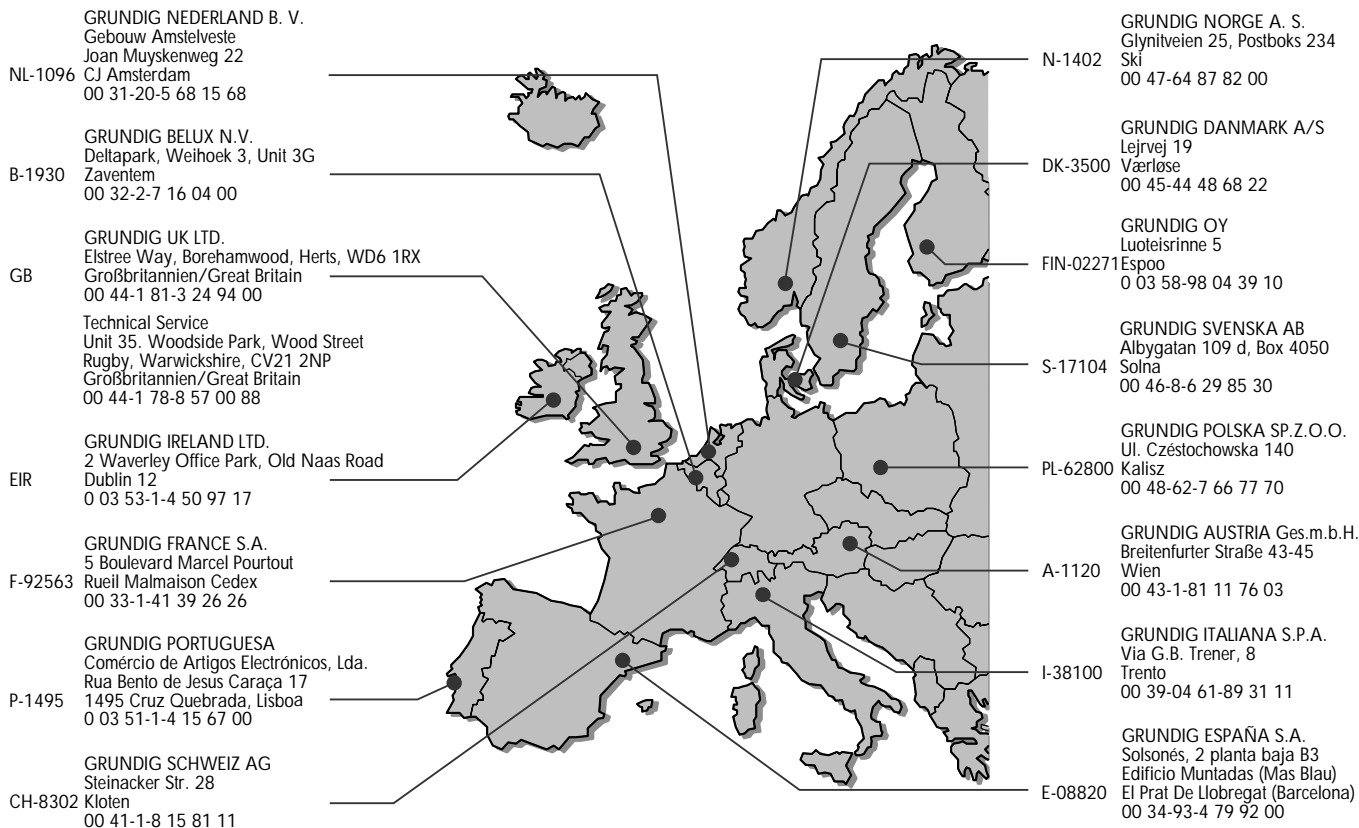 GRUNDIG NEDERLAND B. V.
Gebouw Amstelveste
Joan Muyskenweg 22
NL-1096 CJ Amsterdam
00 31-20-5 68 15 68
GRUNDIG BELUX N.V.
Deltapark, Weihoek 3, Unit 3G
B-1930 Zaventem
00 32-2-7 16 04 00
GRUNDIG UK LTD.
Elstree Way, Borehamwood, Herts, WD6 1RX
GB Großbritannien/Great Britain
00 44-1 81-3 24 94 00
Technical Service
Unit 35. Woodside Park, Wood Street
Rugby, Warwickshire, CV21 2NP
Großbritannien/Great Britain
00 44-1 78-8 57 00 88
GRUNDIG IRELAND LTD.
2 Waverley Office Park, Old Naas Road
EIR Dublin 12
0 03 53-1-4 50 97 17
GRUNDIG FRANCE S.A.
5 Boulevard Marcel Pourtout
F-92563 Rueil Malmaison Cedex
00 33-1-41 39 26 26
GRUNDIG PORTUGUESA
Comércio de Artigos Electrónicos, Lda.
Rua Bento de Jesus Caraça 17
P-1495 1495 Cruz Quebrada, Lisboa
0 03 51-1-4 15 67 00
GRUNDIG SCHWEIZ AG
Steinacker Str. 28
CH-8302 Kloten
00 41-1-8 15 81 11
GRUNDIG NORGE A. S.
Glynitveien 25, Postboks 234
N-1402 Ski
00 47-64 87 82 00
GRUNDIG DANMARK A/S
Lejrvej 19
DK-3500 Værløse
00 45-44 48 68 22
GRUNDIG OY
Luoteisrinne 5
FIN-02271 Espoo
0 03 58-98 04 39 10
GRUNDIG SVENSKA AB
Albygatan 109 d, Box 4050
S-17104 Solna
00 46-8-6 29 85 30
GRUNDIG POLSKA SP.Z.O.O.
Ul. Czéstochowska 140
PL-62800 Kalisz
00 48-62-7 66 77 70
GRUNDIG AUSTRIA Ges.m.b.H.
Breitenfurter Straße 43-45
A-1120 Wien
00 43-1-81 11 76 03
GRUNDIG ITALIANA S.P.A.
Via G.B. Trener, 8
I-38100 Trento
00 39-04 61-89 31 11
GRUNDIG ESPAÑA S.A.
Solsonés, 2 planta baja B3
Edificio Muntadas (Mas Blau)
E-08820 El Prat De Llobregat (Barcelona)
00 34-93-4 79 92 00